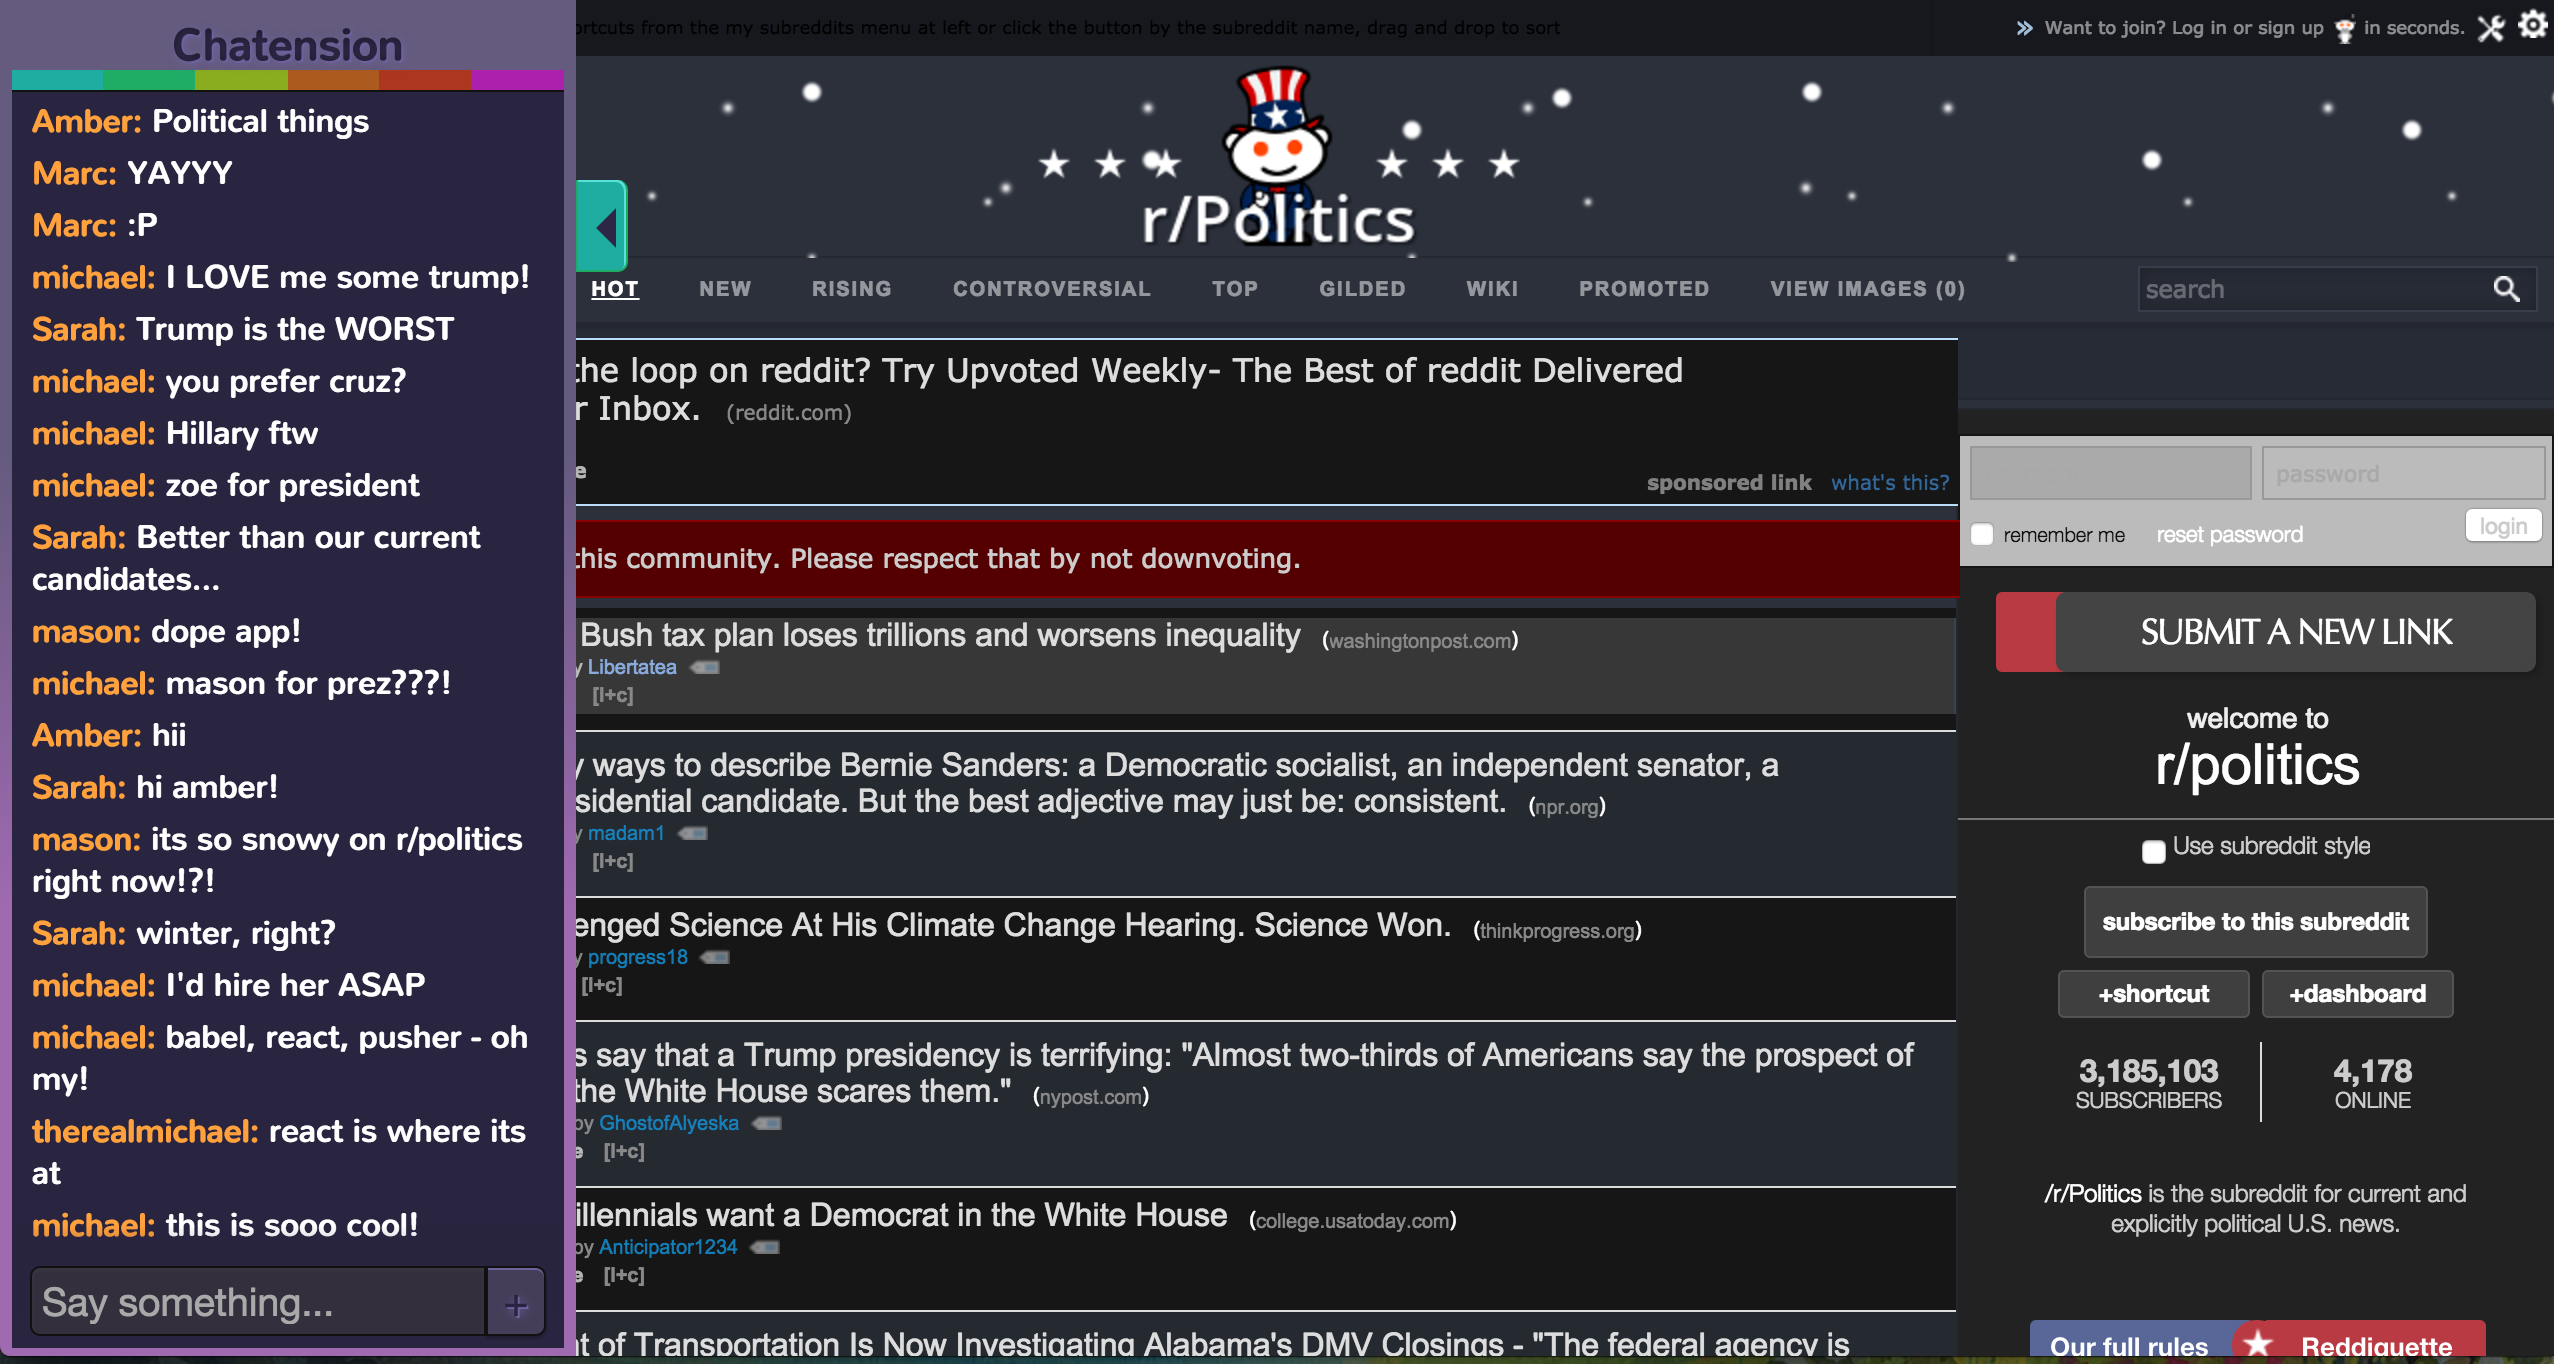 Chatension
Amber: Political things
Marc: YAYYY
Marc: :P
michael: I LOVE me some trump!
Sarah: Trump is the WORST
michael: you prefer cruz?
michael: Hillary ftw
michael: zoe for president
Sarah: Better than our current
candidates...
mason: dope app!
michael: mason for prez???!
Amber: hii
Sarah: hi amber!
mason: its so snowy on r/politics
right now!?!
Sarah: winter, right?
michael: I'd hire her ASAP
michael: babel, react, pusher - oh
my!
therealmichael: react is where its
at
michael: this is sooo cool!
Say something...
+
ortcuts from the my subreddits menu at left or click the button by the subreddit name, drag and drop to sort
» Want to join? Log in or sign up in seconds.
r/Politics
HOT NEW RISING CONTROVERSIAL TOP GILDED WIKI PROMOTED VIEW IMAGES (0)
search
the loop on reddit? Try Upvoted Weekly- The Best of reddit Delivered
r Inbox. (reddit.com)
e
sponsored link what's this?
this community. Please respect that by not downvoting.
Bush tax plan loses trillions and worsens inequality (washingtonpost.com)
y Libertatea
[l+c]
y ways to describe Bernie Sanders: a Democratic socialist, an independent senator, a
sidential candidate. But the best adjective may just be: consistent. (npr.org)
y madam1
[l+c]
enged Science At His Climate Change Hearing. Science Won. (thinkprogress.org)
y progress18
[l+c]
s say that a Trump presidency is terrifying: "Almost two-thirds of Americans say the prospect of
the White House scares them." (nypost.com)
by GhostofAlyeska
e [l+c]
illennials want a Democrat in the White House (college.usatoday.com)
by Anticipator1234
e [l+c]
nt of Transportation Is Now Investigating Alabama's DMV Closings - "The federal agency is
password
remember me reset password login
SUBMIT A NEW LINK
welcome to
r/politics
Use subreddit style
subscribe to this subreddit
+shortcut +dashboard
3,185,103 4,178
SUBSCRIBERS ONLINE
/r/Politics is the subreddit for current and
explicitly political U.S. news.
Our full rules Reddiquette